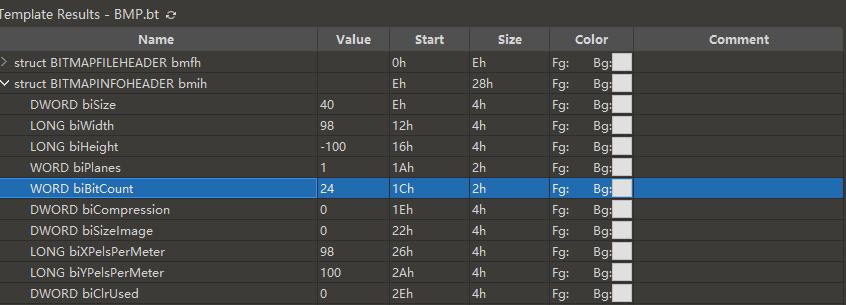 Template Results - BMP.bt
Name Value Start Size Color Comment
struct BITMAPFILEHEADER bmfh 0h Eh Fg: Bg:
struct BITMAPINFOHEADER bmih Eh 28h Fg: Bg:
DWORD biSize 40 Eh 4h Fg: Bg:
LONG biWidth 98 12h 4h Fg: Bg:
LONG biHeight -100 16h 4h Fg: Bg:
WORD biPlanes 1 1Ah 2h Fg: Bg:
WORD biBitCount 24 1Ch 2h Fg: Bg:
DWORD biCompression 0 1Eh 4h Fg: Bg:
DWORD biSizeImage 0 22h 4h Fg: Bg:
LONG biXPelsPerMeter 98 26h 4h Fg: Bg:
LONG biYPelsPerMeter 100 2Ah 4h Fg: Bg:
DWORD biClrUsed 0 2Eh 4h Fg: Bg: